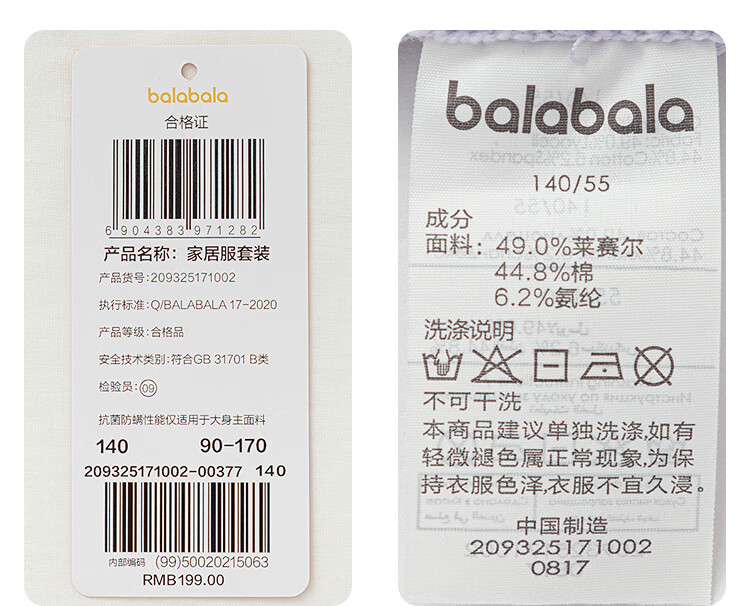 balabala
合格证
6904383971282
产品名称：家居服套装
产品货号：209325171002
执行标准：Q/BALABALA 17-2020
产品等级：合格品
安全技术类别：符合GB 31701 B类
检验员：09
抗菌防螨性能仅适用于大身主面料
140 90-170
209325171002-00377 140
内部编码 (99)50020215063
RMB199.00
balabala
140/55
成分
面料：49.0%莱赛尔
44.8%棉
6.2%氨纶
洗涤说明
不可干洗
本商品建议单独洗涤,如有
轻微褪色属正常现象,为保
持衣服色泽,衣服不宜久浸。
中国制造
209325171002
0817